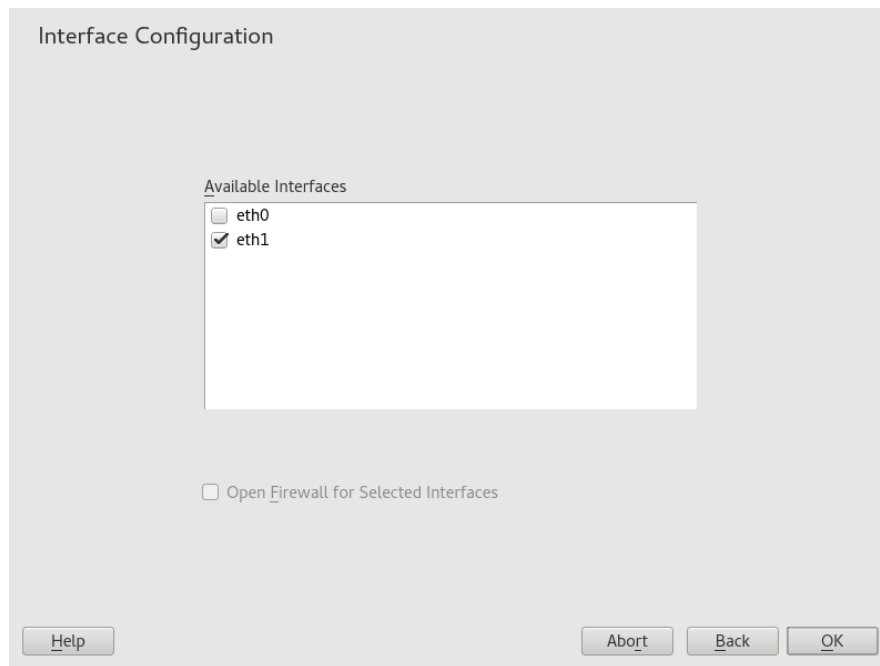 Interface Configuration
Available Interfaces
eth0
eth1
Open Firewall for Selected Interfaces
Help Abort Back OK